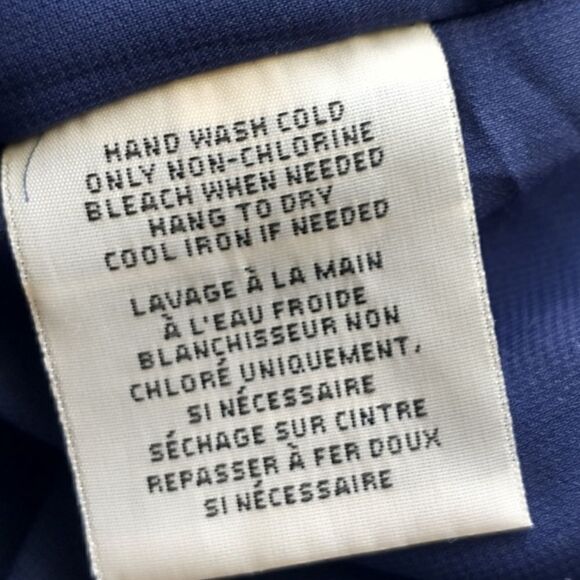 HAND WASH COLD
ONLY NON-CHLORINE
BLEACH WHEN NEEDED
HANG TO DRY
COOL IRON IF NEEDED
LAVAGE À LA MAIN
À L'EAU FROIDE
BLANCHISSEUR NON
CHLORÉ UNIQUEMENT,
SI NÉCESSAIRE
SÉCHAGE SUR CINTRE
REPASSER À FER DOUX
SI NÉCESSAIRE